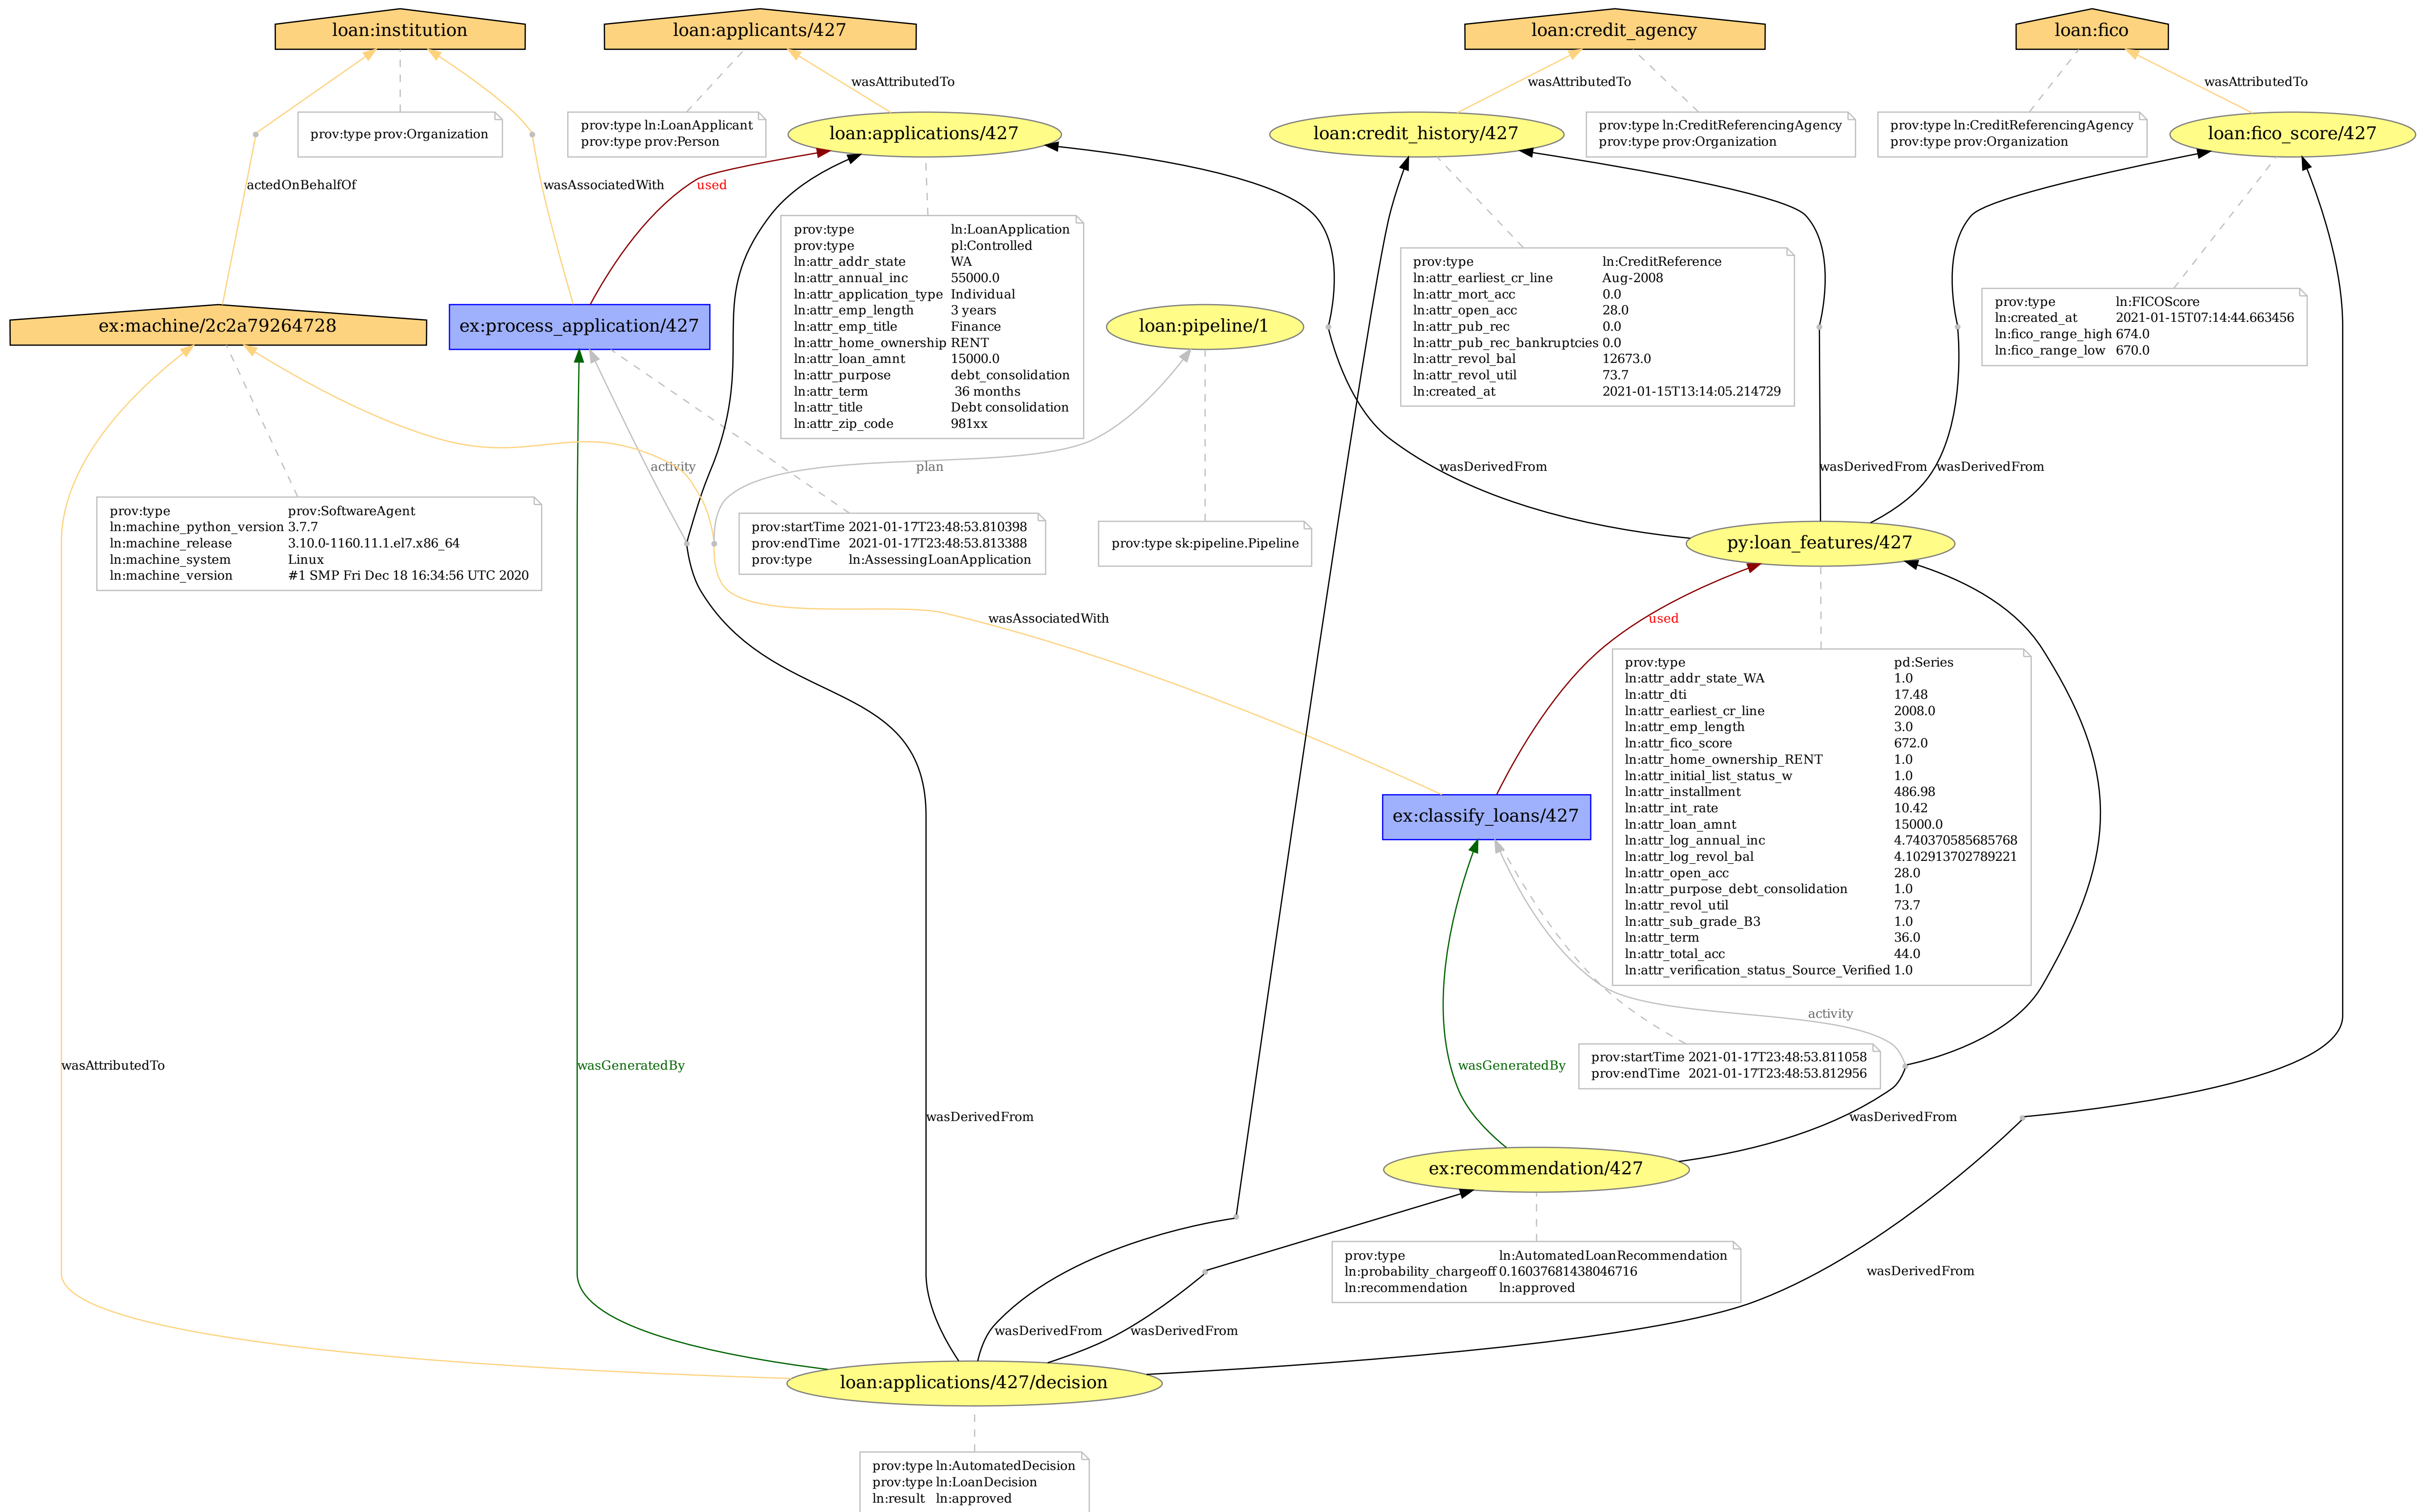 loan:institution
loan:applicants/427
loan:credit_agency
loan:fico
wasAttributedTo
wasAttributedTo
wasAttributedTo
prov:type prov:Organization
prov:type ln:LoanApplicant
prov:type prov:Person
loan:applications/427
loan:credit_history/427
prov:type ln:CreditReferencingAgency
prov:type prov:Organization
prov:type ln:CreditReferencingAgency
prov:type prov:Organization
loan:fico_score/427
actedOnBehalfOf
wasAssociatedWith
used
prov:type ln:LoanApplication
prov:type pl:Controlled
ln:attr_addr_state WA
ln:attr_annual_inc 55000.0
ln:attr_application_type Individual
ln:attr_emp_length 3 years
ln:attr_emp_title Finance
ln:attr_home_ownership RENT
ln:attr_loan_amnt 15000.0
ln:attr_purpose debt_consolidation
ln:attr_term 36 months
ln:attr_title Debt consolidation
ln:attr_zip_code 981xx
prov:type ln:CreditReference
ln:attr_earliest_cr_line Aug-2008
ln:attr_mort_acc 0.0
ln:attr_open_acc 28.0
ln:attr_pub_rec 0.0
ln:attr_pub_rec_bankruptcies 0.0
ln:attr_revol_bal 12673.0
ln:attr_revol_util 73.7
ln:created_at 2021-01-15T13:14:05.214729
prov:type ln:FICOScore
ln:created_at 2021-01-15T07:14:44.663456
ln:fico_range_high 674.0
ln:fico_range_low 670.0
ex:machine/2c2a79264728
ex:process_application/427
loan:pipeline/1
activity
plan
wasDerivedFrom
wasDerivedFrom
wasDerivedFrom
prov:type prov:SoftwareAgent
ln:machine_python_version 3.7.7
ln:machine_release 3.10.0-1160.11.1.el7.x86_64
ln:machine_system Linux
ln:machine_version #1 SMP Fri Dec 18 16:34:56 UTC 2020
prov:startTime 2021-01-17T23:48:53.810398
prov:endTime 2021-01-17T23:48:53.813388
prov:type ln:AssessingLoanApplication
prov:type sk:pipeline.Pipeline
py:loan_features/427
wasAssociatedWith
used
prov:type pd:Series
ln:attr_addr_state_WA 1.0
ln:attr_dti 17.48
ln:attr_earliest_cr_line 2008.0
ln:attr_emp_length 3.0
ln:attr_fico_score 672.0
ln:attr_home_ownership_RENT 1.0
ln:attr_initial_list_status_w 1.0
ln:attr_installment 486.98
ln:attr_int_rate 10.42
ln:attr_loan_amnt 15000.0
ln:attr_log_annual_inc 4.740370585685768
ln:attr_log_revol_bal 4.102913702789221
ln:attr_open_acc 28.0
ln:attr_purpose_debt_consolidation 1.0
ln:attr_revol_util 73.7
ln:attr_sub_grade_B3 1.0
ln:attr_term 36.0
ln:attr_total_acc 44.0
ln:attr_verification_status_Source_Verified 1.0
ex:classify_loans/427
activity
prov:startTime 2021-01-17T23:48:53.811058
prov:endTime 2021-01-17T23:48:53.812956
wasAttributedTo
wasGeneratedBy
wasGeneratedBy
wasDerivedFrom
wasDerivedFrom
ex:recommendation/427
prov:type ln:AutomatedLoanRecommendation
ln:probability_chargeoff 0.16037681438046716
ln:recommendation ln:approved
wasDerivedFrom
wasDerivedFrom
wasDerivedFrom
loan:applications/427/decision
prov:type ln:AutomatedDecision
prov:type ln:LoanDecision
ln:result ln:approved